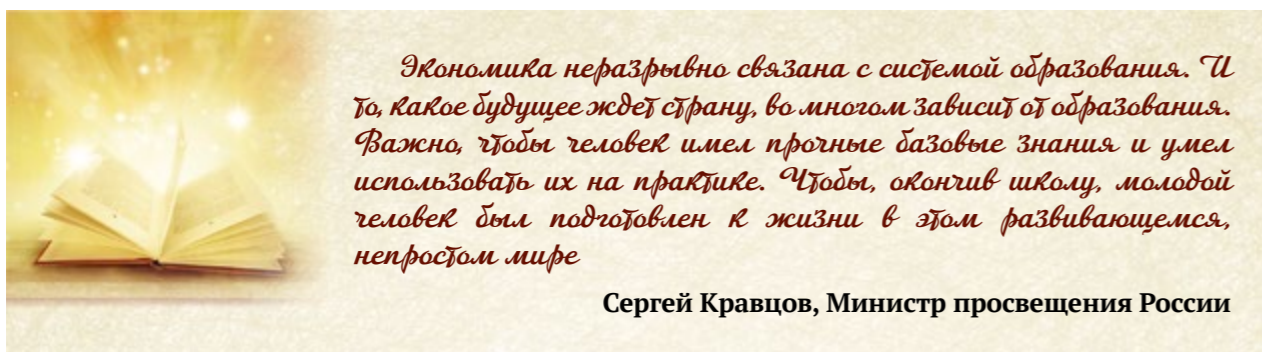 Экономика неразрывно связана с системой образования. И
то, какое будущее ждет страну, во многом зависит от образования.
Важно, чтобы человек имел прочные базовые знания и умел
использовать их на практике. Чтобы, окончив школу, молодой
человек был подготовлен к жизни в этом развивающемся,
непростом мире
Сергей Кравцов, Министр просвещения России